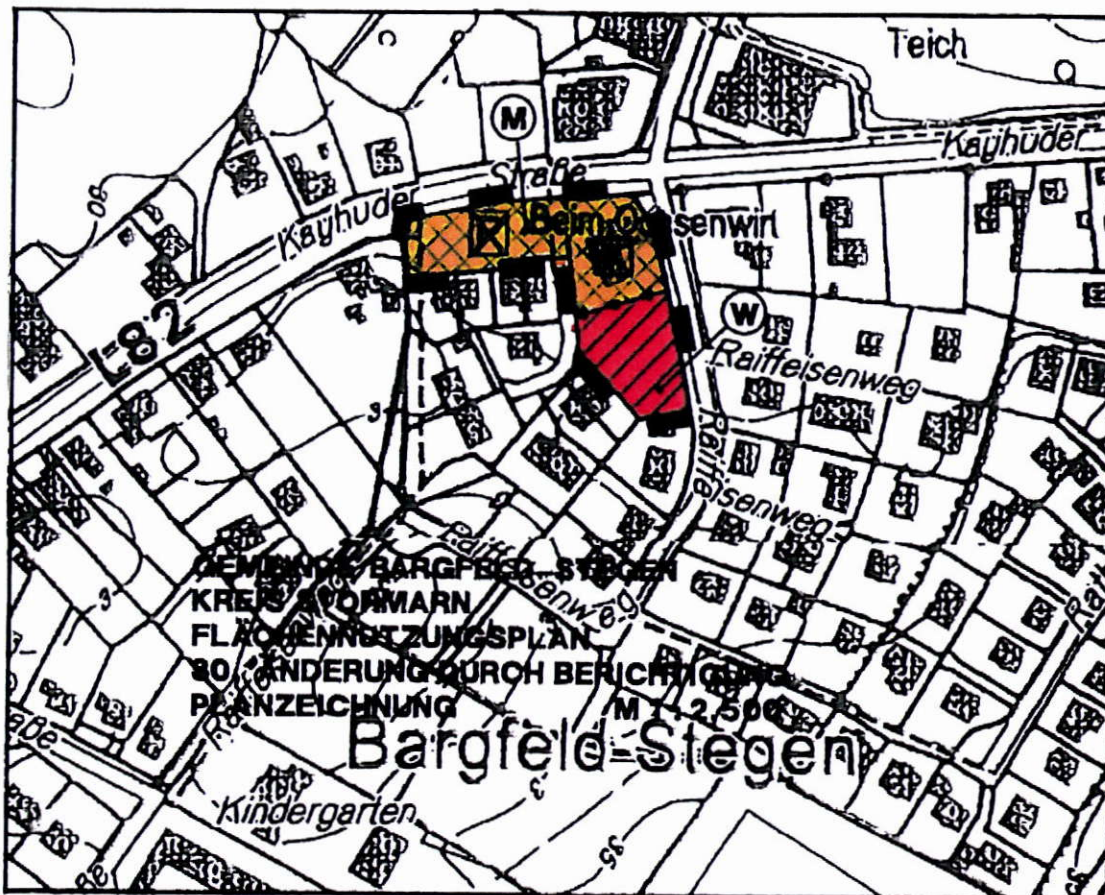 Teich
M
Kayhuder
Straße
Kayhuder
Beim Ochsenwirt
L 82
W
Raiffeisenweg
Raiffeisenweg
Raiffeisenweg
GEMEINDE BARGFELD - STEGEN
KREIS STORMARN
FLÄCHENNUTZUNGSPLAN
ÄNDERUNG DURCH BERICHTIGUNG
PLANZEICHNUNG M 1 : 2.500
Bargfeld-Stegen
Kindergarten
35